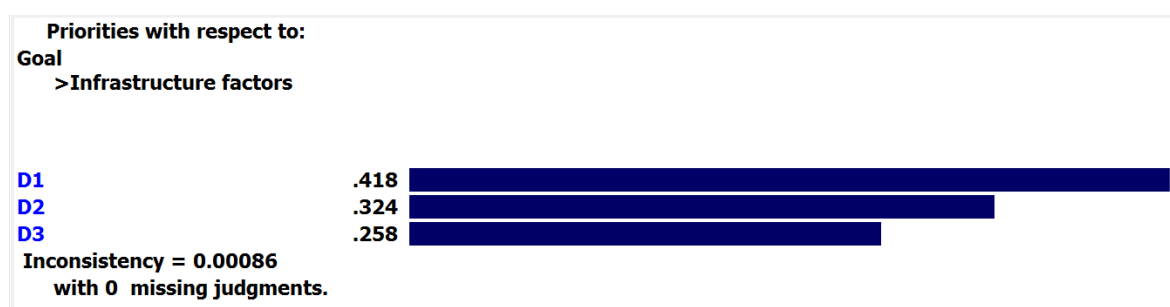 Priorities with respect to:
Goal
>Infrastructure factors
D1 .418
D2 .324
D3 .258
Inconsistency = 0.00086
with 0 missing judgments.